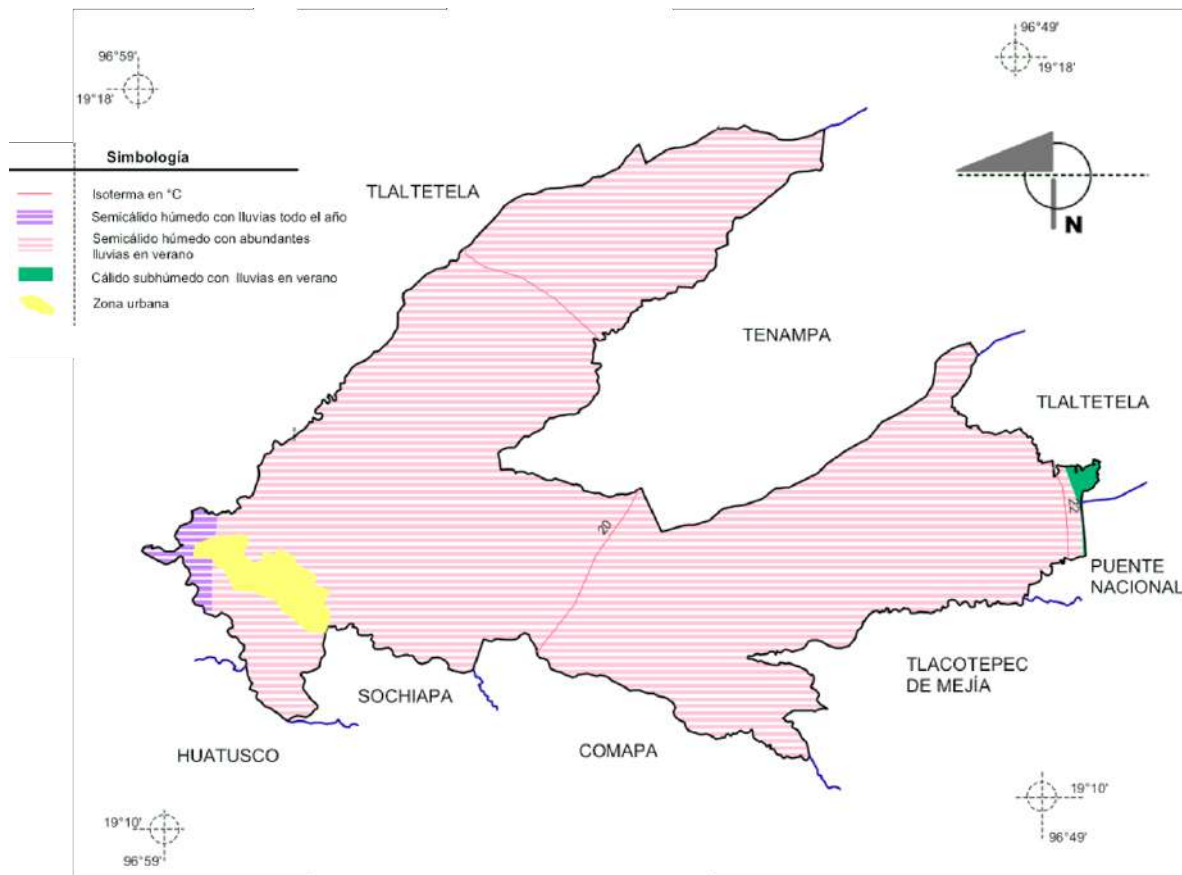 96°59'
19°18'
96°49'
19°18'
Simbología
Isoterma en °C
Semicálido húmedo con lluvias todo el año
Semicálido húmedo con abundantes
lluvias en verano
Cálido subhúmedo con lluvias en verano
Zona urbana
N
TLALTETELA
TENAMPA
TLALTETELA
20
22
PUENTE
NACIONAL
TLACOTEPEC
DE MEJÍA
SOCHIAPA
COMAPA
HUATUSCO
19°10'
96°59'
19°10'
96°49'